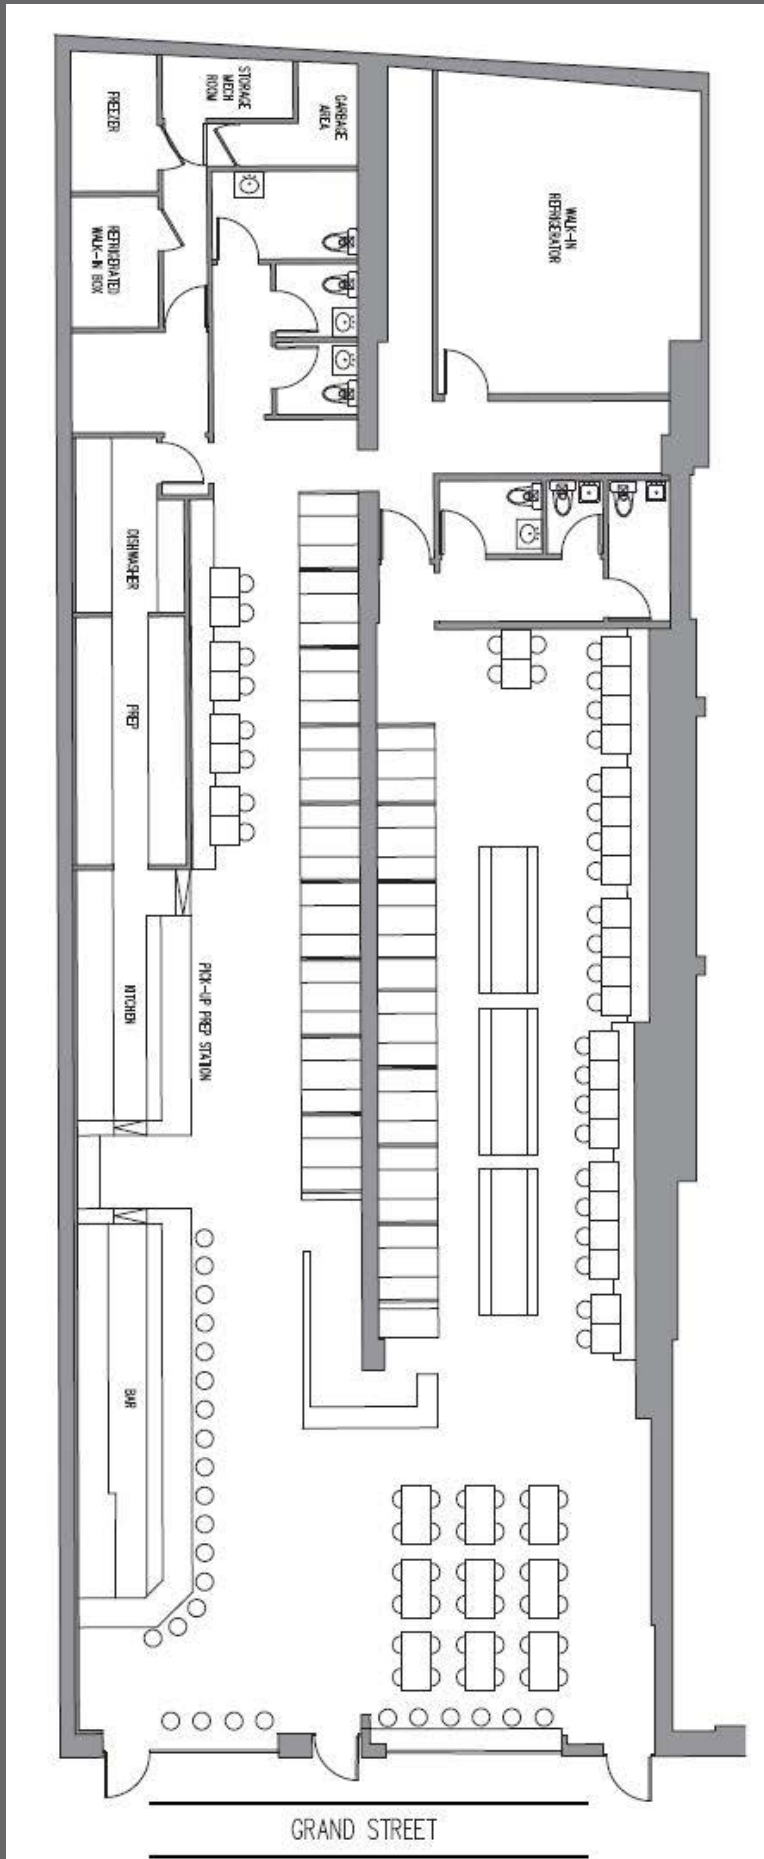 FREEZER
STORAGE
MECH
ROOM
GARBAGE
AREA
REFRIGERATED
WALK-IN BOX
WALK-IN
REFRIGERATOR
DISHWASHER
PREP
KITCHEN
PICK-UP PREP STATION
BAR
GRAND STREET